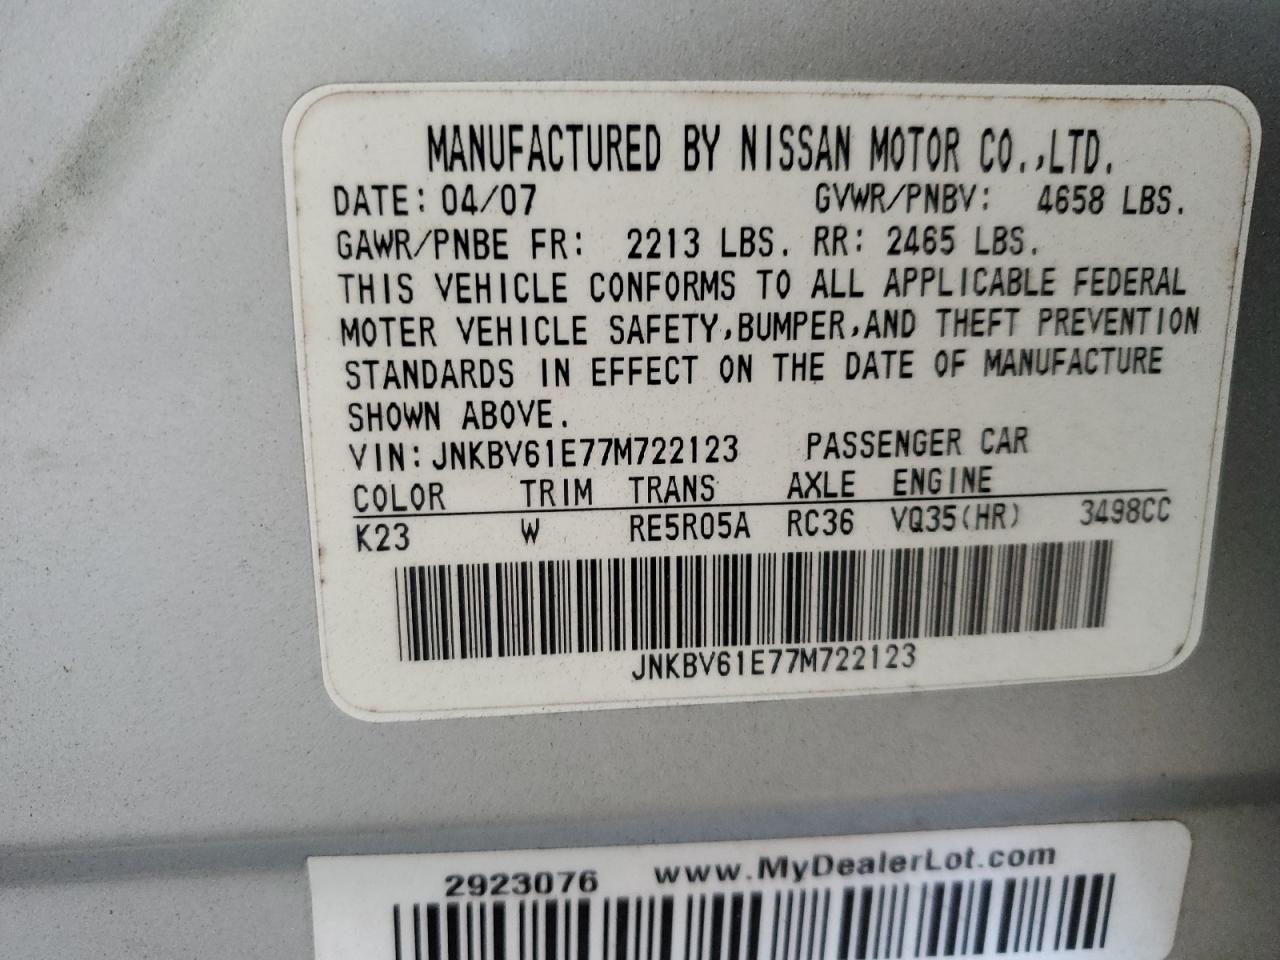 MANUFACTURED BY NISSAN MOTOR CO.,LTD.
DATE: 04/07 GVWR/PNBV: 4658 LBS.
GAWR/PNBE FR: 2213 LBS. RR: 2465 LBS.
THIS VEHICLE CONFORMS TO ALL APPLICABLE FEDERAL
MOTER VEHICLE SAFETY,BUMPER,AND THEFT PREVENTION
STANDARDS IN EFFECT ON THE DATE OF MANUFACTURE
SHOWN ABOVE.
VIN: JNKBV61E77M722123 PASSENGER CAR
COLOR TRIM TRANS AXLE ENGINE
K23 W RE5R05A RC36 VQ35(HR) 3498CC
JNKBV61E77M722123
2923076 www.MyDealerLot.com